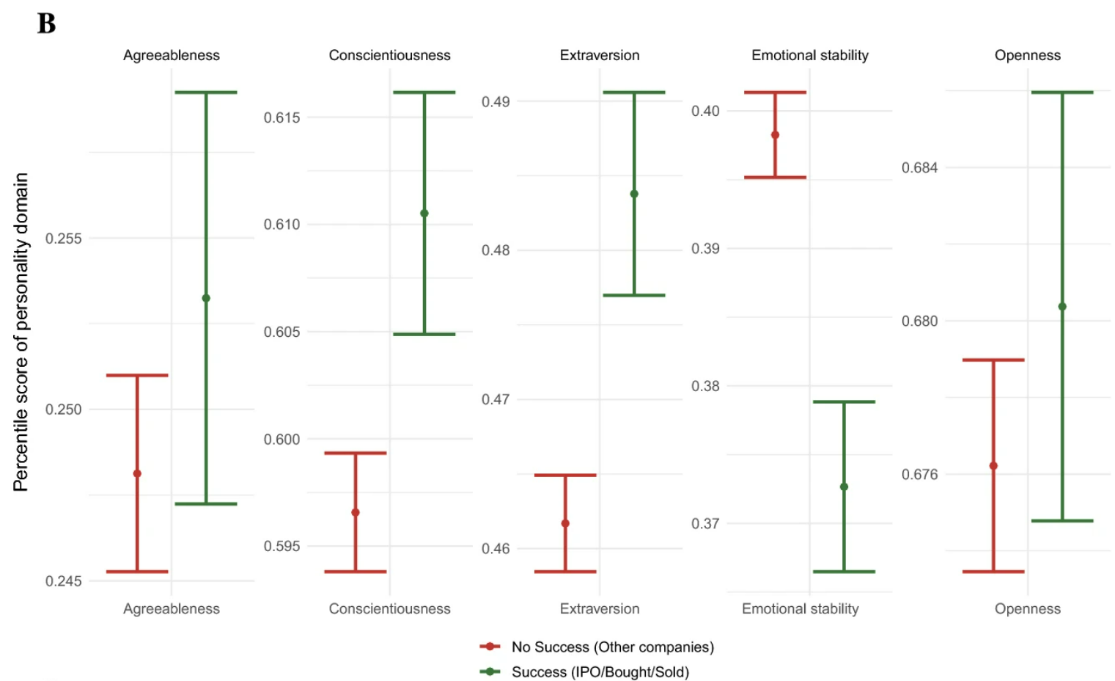 B
Agreeableness
Conscientiousness
Extraversion
Emotional stability
Openness
Percentile score of personality domain
0.255
0.250
0.245
0.615
0.610
0.605
0.600
0.595
0.49
0.48
0.47
0.46
0.40
0.39
0.38
0.37
0.684
0.680
0.676
Agreeableness
Conscientiousness
Extraversion
Emotional stability
Openness
No Success (Other companies)
Success (IPO/Bought/Sold)